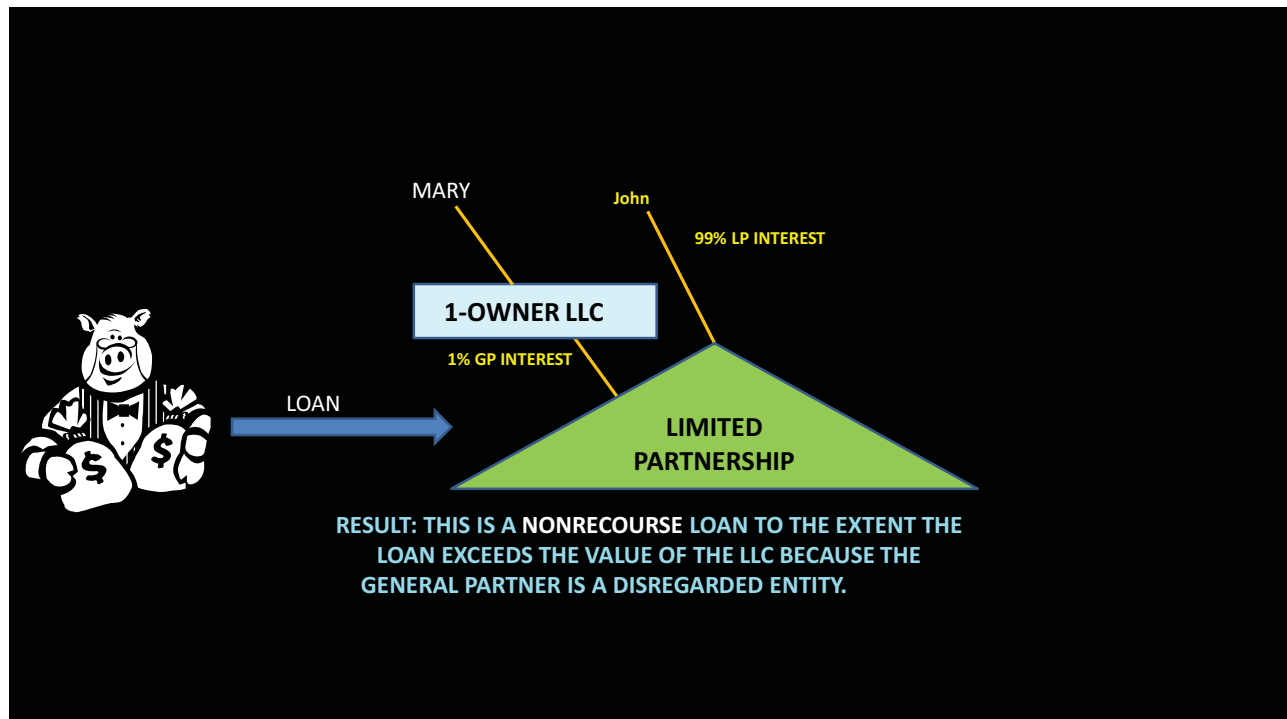 MARY
John
99% LP INTEREST
1-OWNER LLC
1% GP INTEREST
LOAN
$
$
LIMITED
PARTNERSHIP
RESULT: THIS IS A NONRECOURSE LOAN TO THE EXTENT THE
LOAN EXCEEDS THE VALUE OF THE LLC BECAUSE THE
GENERAL PARTNER IS A DISREGARDED ENTITY.